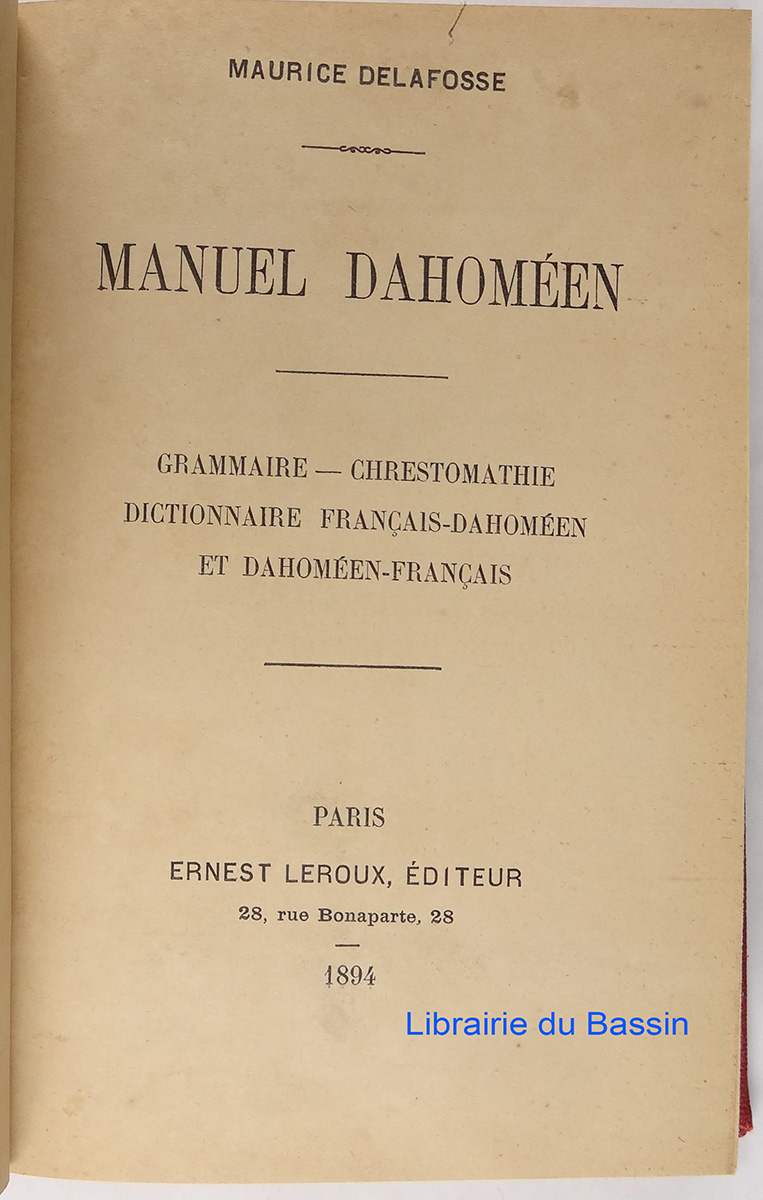 MAURICE DELAFOSSE
MANUEL DAHOMÉEN
GRAMMAIRE — CHRESTOMATHIE
DICTIONNAIRE FRANÇAIS-DAHOMÉEN
ET DAHOMÉEN-FRANÇAIS
PARIS
ERNEST LEROUX, ÉDITEUR
28, rue Bonaparte, 28
1894
Librairie du Bassin